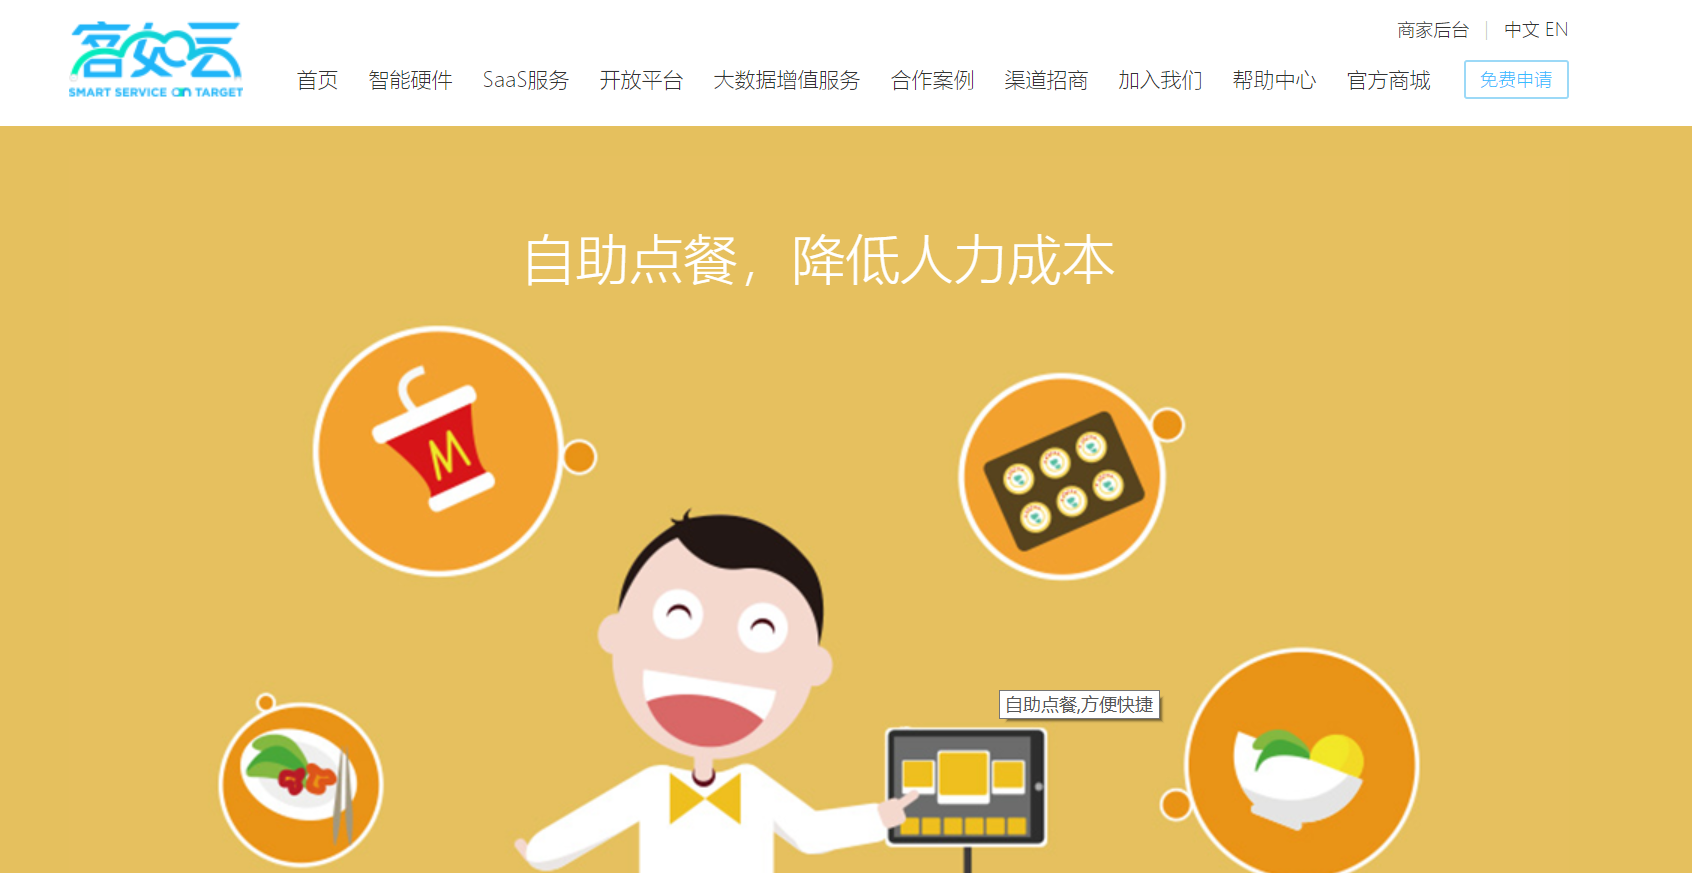 商家后台 中文 EN
客如云
SMART SERVICE ON TARGET
首页 智能硬件 SaaS服务 开放平台 大数据增值服务 合作案例 渠道招商 加入我们 帮助中心 官方商城 免费申请
自助点餐，降低人力成本
M
自助点餐,方便快捷